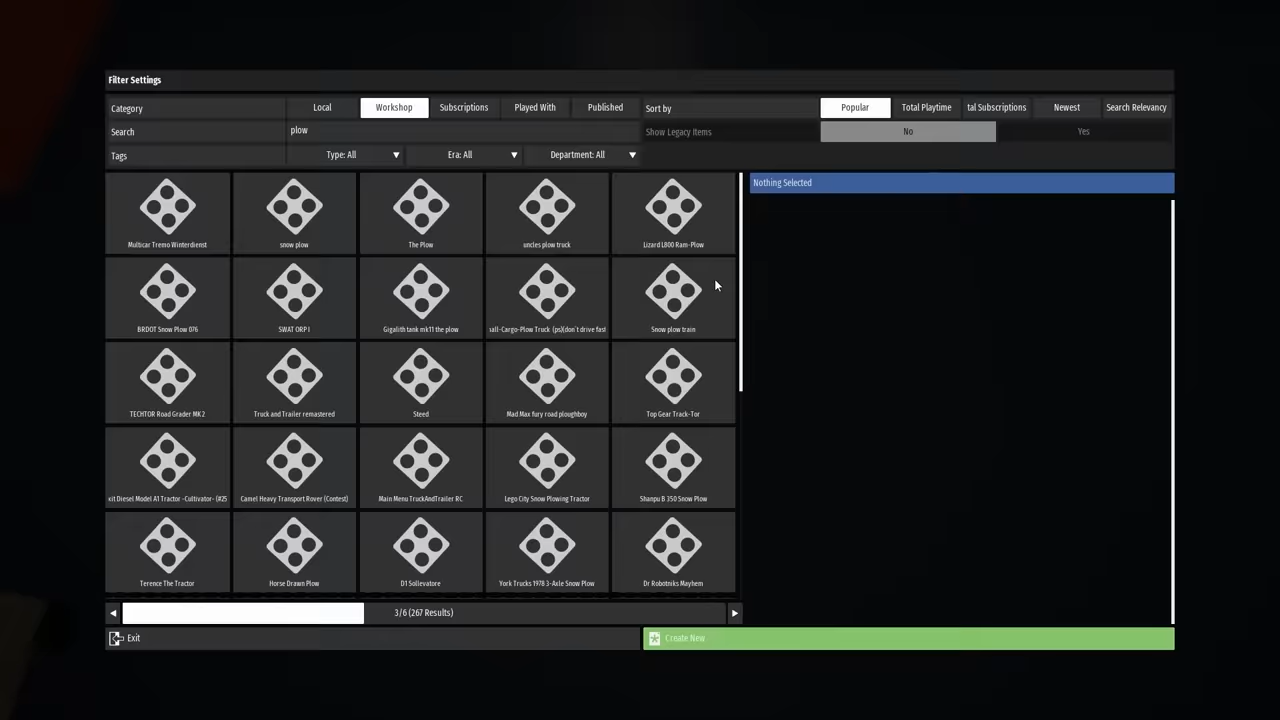 Filter Settings
Category Local Workshop Subscriptions Played With Published Sort by Popular Total Playtime tal Subscriptions Newest Search Relevancy
Search plow Show Legacy Items No Yes
Tags Type: All Era: All Department: All
Nothing Selected
Multicar Tremo Winterdienst snow plow The Plow uncles plow truck Lizard L800 Ram-Plow
BRDOT Snow Plow 076 SWAT ORP I Gigalith tank mk11 the plow all-Cargo-Plow Truck (ps)(don't drive fast Snow plow train
TECHTOR Road Grader MK2 Truck and Trailer remastered Steed Mad Max fury road ploughboy Top Gear Track-Tor
xit Diesel Model A1 Tractor -Cultivator- (#25 Camel Heavy Transport Rover (Contest) Main Menu TruckAndTrailer RC Lego City Snow Plowing Tractor Shanpu B 350 Snow Plow
Terence The Tractor Horse Drawn Plow D1 Sollevatore York Trucks 1978 3-Axle Snow Plow Dr Robotniks Mayhem
3/6 (267 Results)
Exit Create New